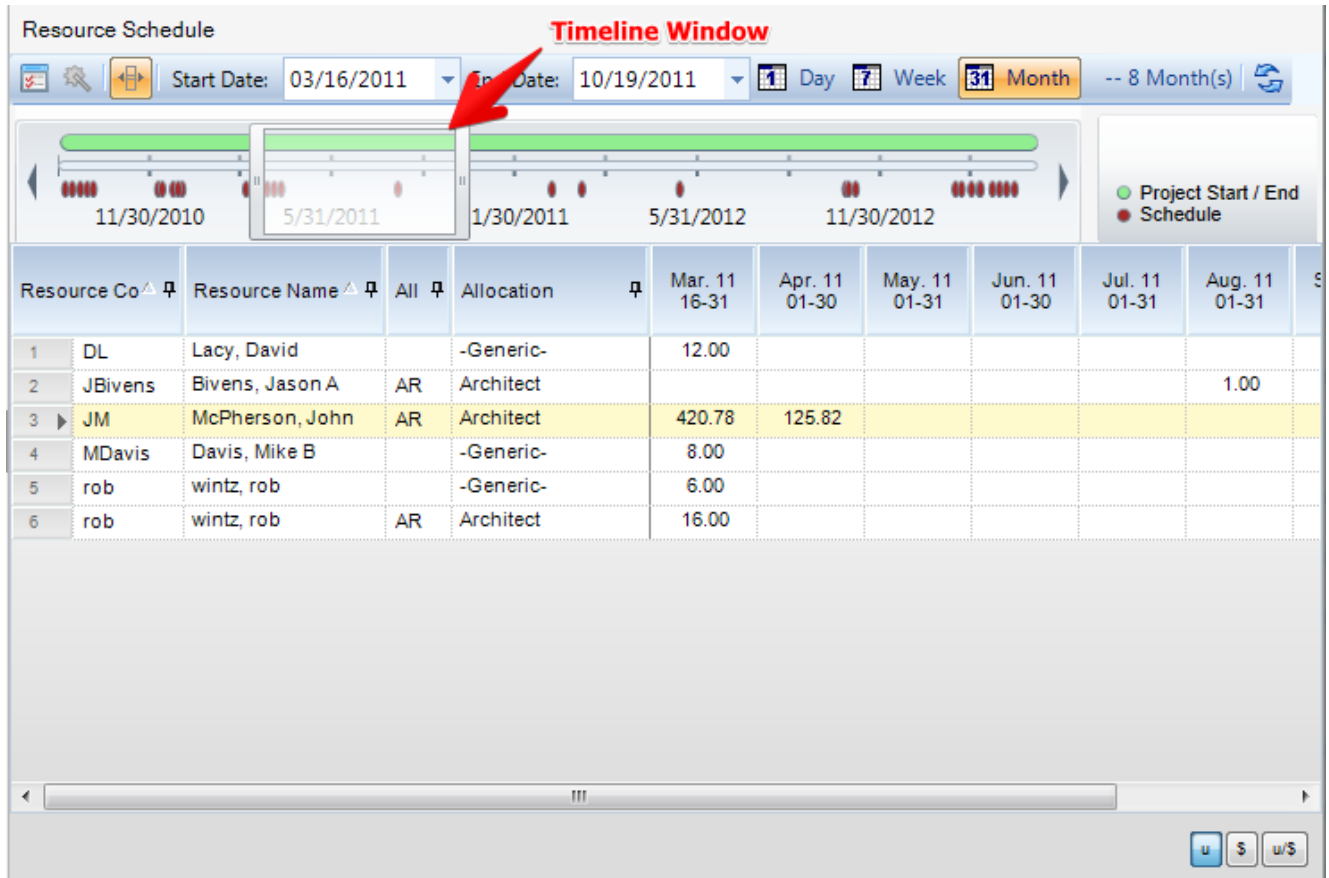 Resource Schedule
Timeline Window
Start Date: 03/16/2011 End Date: 10/19/2011 1 Day 7 Week 31 Month -- 8 Month(s)
11/30/2010 5/31/2011 1/30/2011 5/31/2012 11/30/2012
Project Start / End
Schedule
Resource Co Resource Name All Allocation Mar. 11 16-31 Apr. 11 01-30 May. 11 01-31 Jun. 11 01-30 Jul. 11 01-31 Aug. 11 01-31 S
1 DL Lacy, David -Generic- 12.00
2 JBivens Bivens, Jason A AR Architect 1.00
3 JM McPherson, John AR Architect 420.78 125.82
4 MDavis Davis, Mike B -Generic- 8.00
5 rob wintz, rob -Generic- 6.00
6 rob wintz, rob AR Architect 16.00
u $ u/$